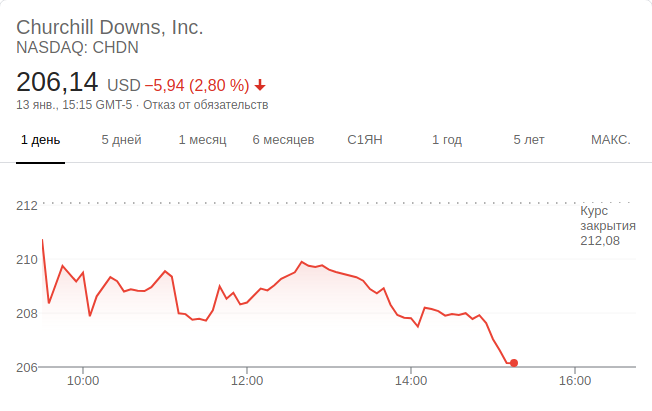 Churchill Downs, Inc.
NASDAQ: CHDN
206,14 USD −5,94 (2,80 %)
13 янв., 15:15 GMT-5 · Отказ от обязательств
1 день 5 дней 1 месяц 6 месяцев С1ЯН 1 год 5 лет МАКС.
212
Курс
закрытия
212,08
210
208
206
10:00 12:00 14:00 16:00